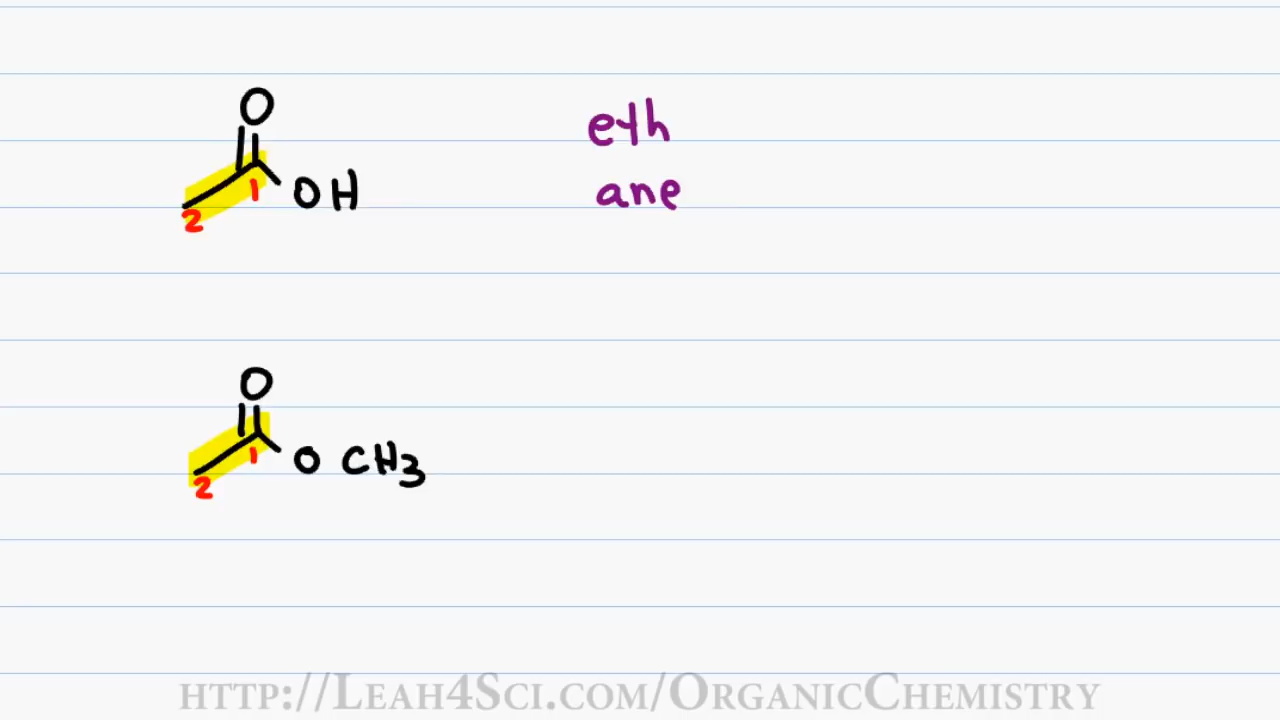 O
eth
ane
1 OH
2
O
1 O CH3
2
HTTP://LEAH4SCI.COM/ORGANICCHEMISTRY